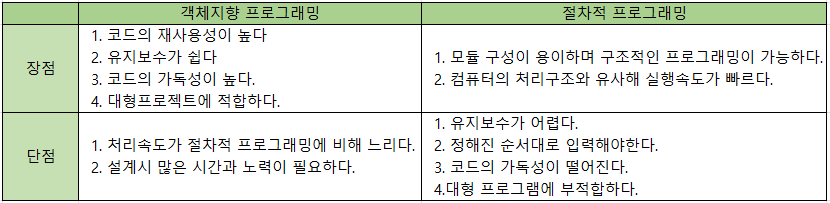 객체지향 프로그래밍
절차적 프로그래밍
장점
1. 코드의 재사용성이 높다
2. 유지보수가 쉽다
3. 코드의 가독성이 높다.
4. 대형프로젝트에 적합하다.
1. 모듈 구성이 용이하며 구조적인 프로그래밍이 가능하다.
2. 컴퓨터의 처리구조와 유사해 실행속도가 빠르다.
단점
1. 처리속도가 절차적 프로그래밍에 비해 느리다.
2. 설계시 많은 시간과 노력이 필요하다.
1. 유지보수가 어렵다.
2. 정해진 순서대로 입력해야한다.
3. 코드의 가독성이 떨어진다.
4.대형 프로그램에 부적합하다.